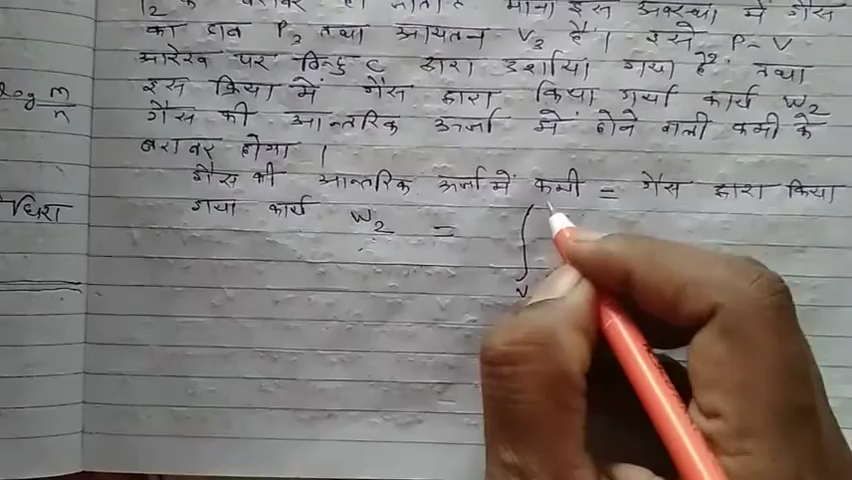 के बराबर हो जाता है माना इस अवस्था में गैस
का दाब P₃ तथा आयतन V₃ है। इसे P-V
आरेख पर बिन्दु C द्वारा दर्शाया गया है तथा
log m/n
इस क्रिया में गैस द्वारा किया गया कार्य W₂
गैस की आन्तरिक ऊर्जा में होने वाली कमी के
बराबर होगा।
गैस की आन्तरिक ऊर्जा में कमी = गैस द्वारा किया
गया कार्य W₂ = ∫
V